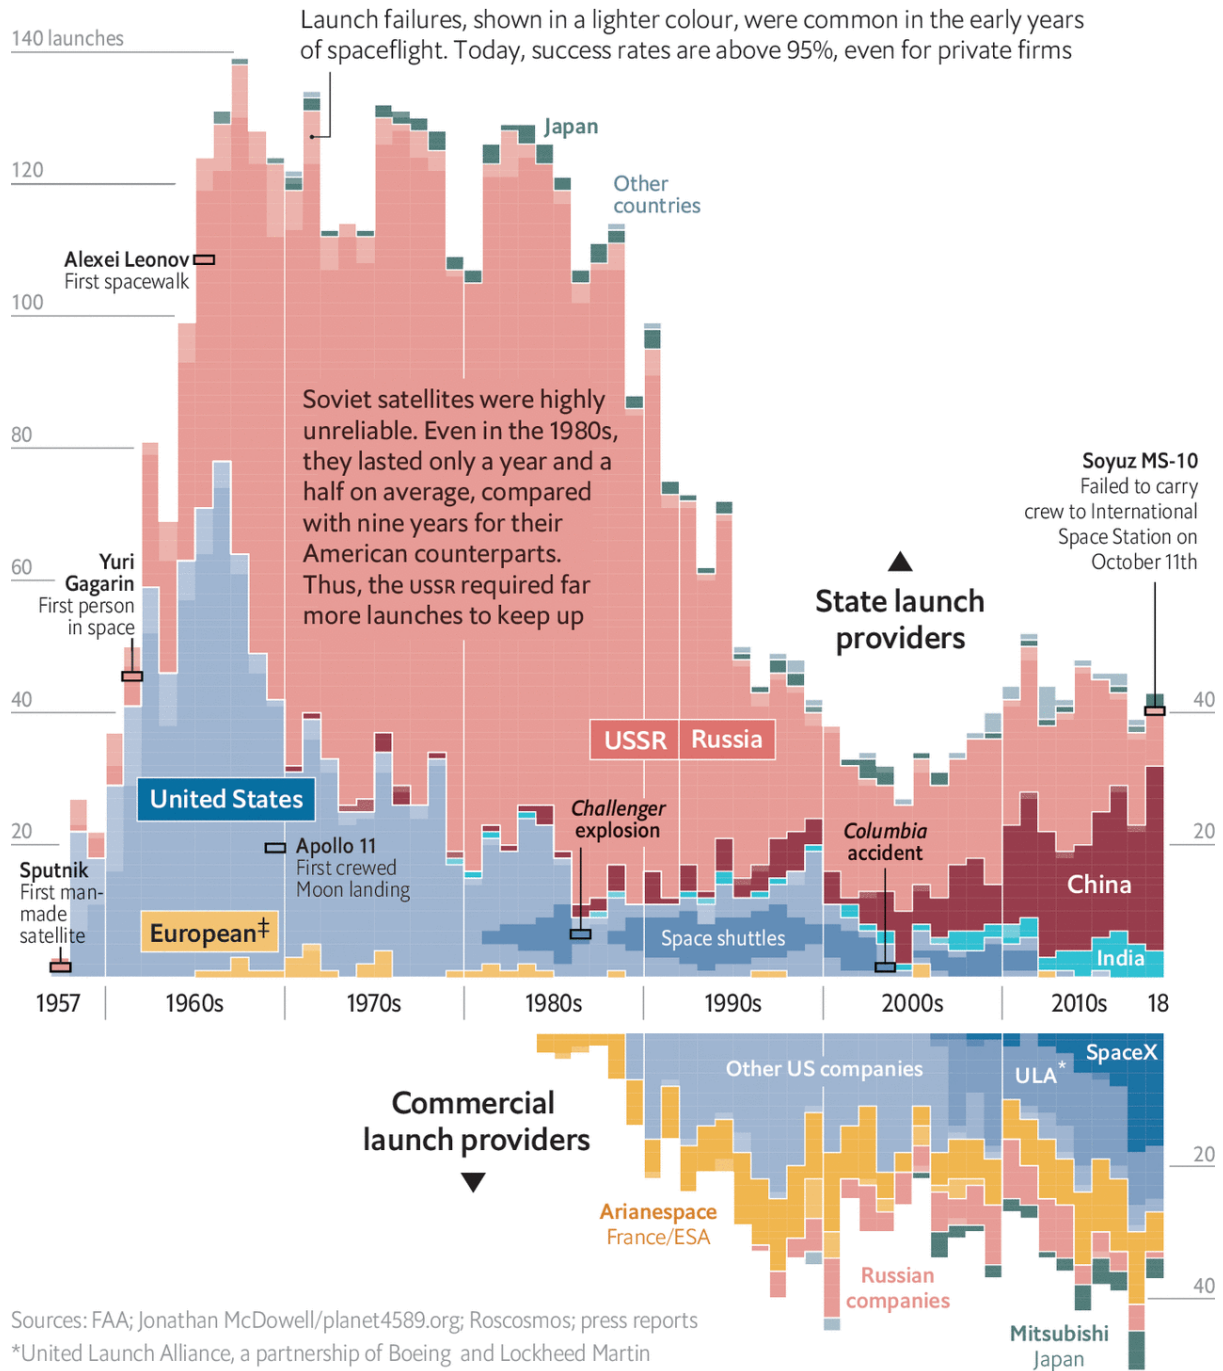 Launch failures, shown in a lighter colour, were common in the early years
of spaceflight. Today, success rates are above 95%, even for private firms
140 launches
Japan
120
Other
countries
Alexei Leonov
First spacewalk
100
Soviet satellites were highly
unreliable. Even in the 1980s,
they lasted only a year and a
half on average, compared
with nine years for their
American counterparts.
Thus, the USSR required far
more launches to keep up
80
Soyuz MS-10
Failed to carry
crew to International
Space Station on
October 11th
Yuri
Gagarin
First person
in space
60
State launch
providers
40
40
USSR
Russia
United States
Challenger
explosion
Columbia
accident
20
20
Apollo 11
First crewed
Moon landing
Sputnik
First man-
made
satellite
China
European‡
Space shuttles
India
1957
1960s
1970s
1980s
1990s
2000s
2010s
18
SpaceX
Other US companies
ULA*
Commercial
launch providers
20
Arianespace
France/ESA
Russian
companies
40
Mitsubishi
Japan
Sources: FAA; Jonathan McDowell/planet4589.org; Roscosmos; press reports
*United Launch Alliance, a partnership of Boeing and Lockheed Martin